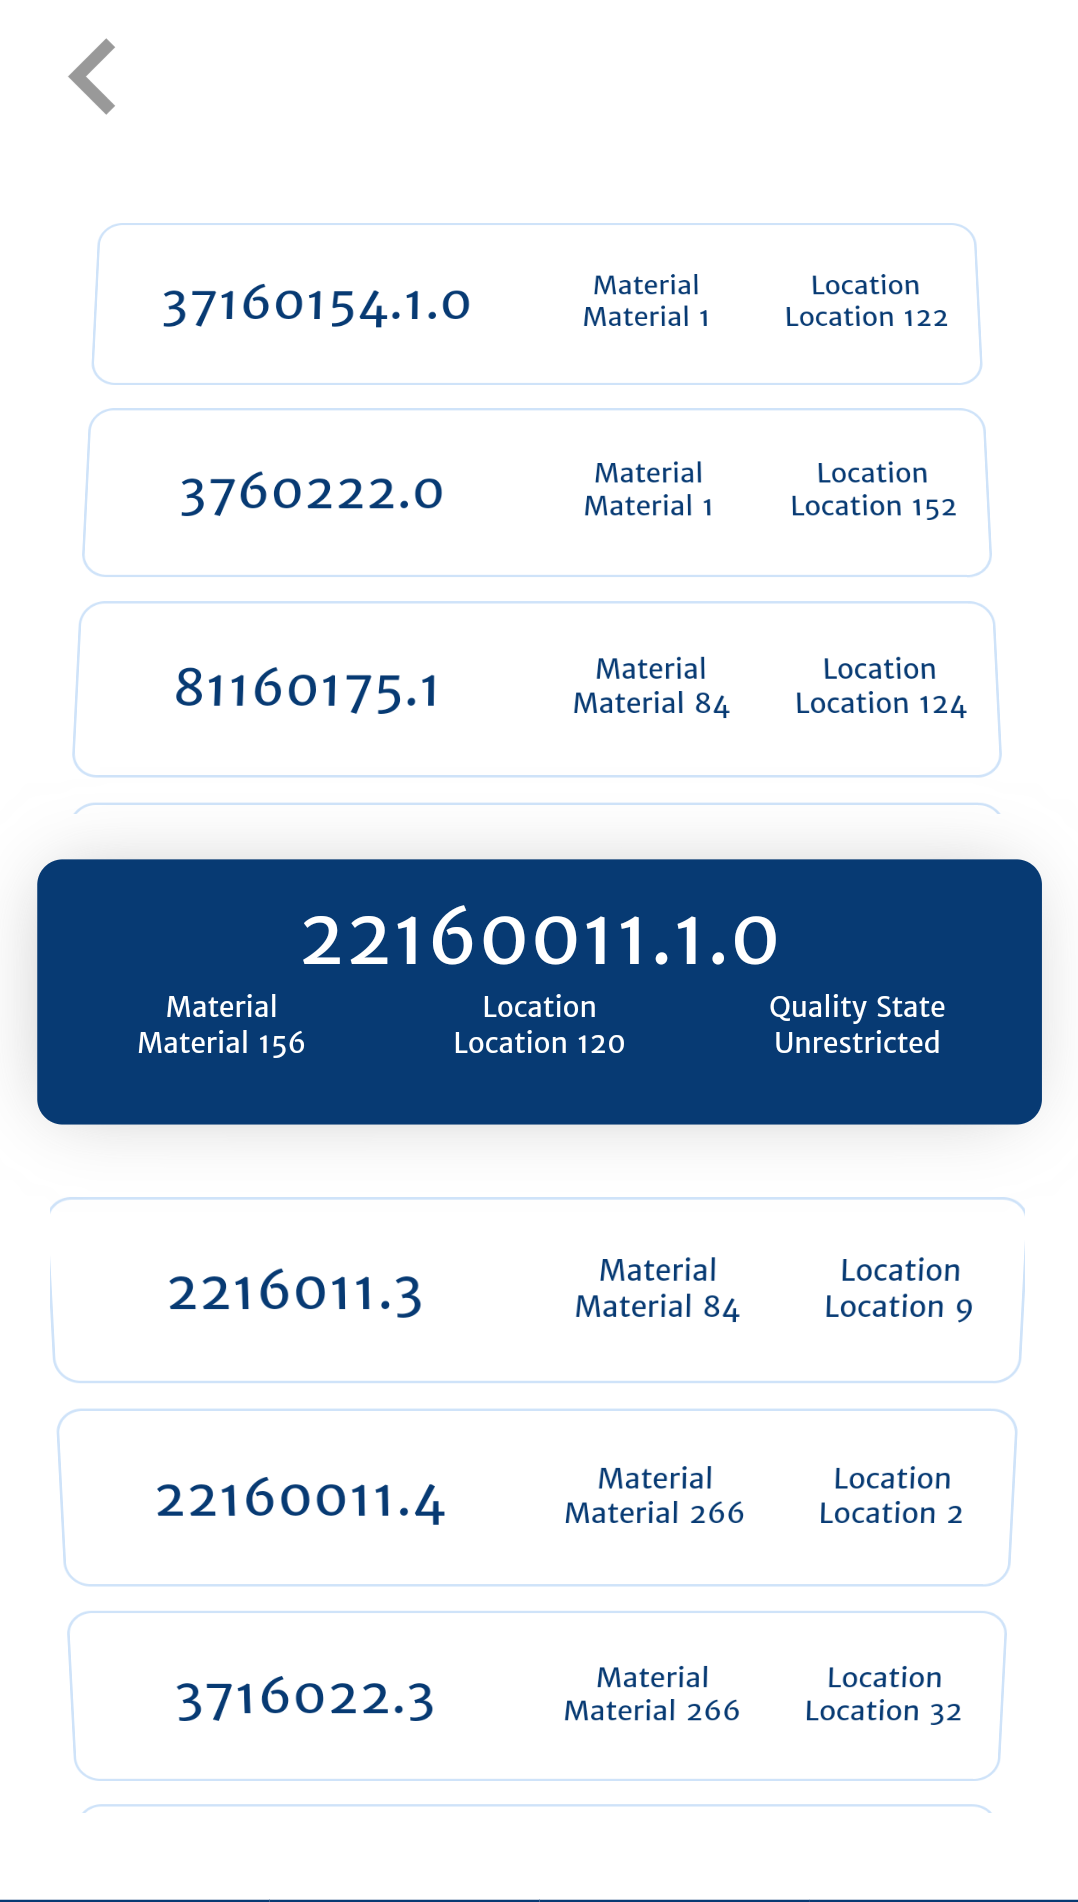 37160154.1.0
Material
Material 1
Location
Location 122
3760222.0
Material
Material 1
Location
Location 152
81160175.1
Material
Material 84
Location
Location 124
22160011.1.0
Material
Material 156
Location
Location 120
Quality State
Unrestricted
2216011.3
Material
Material 84
Location
Location 9
22160011.4
Material
Material 266
Location
Location 2
3716022.3
Material
Material 266
Location
Location 32